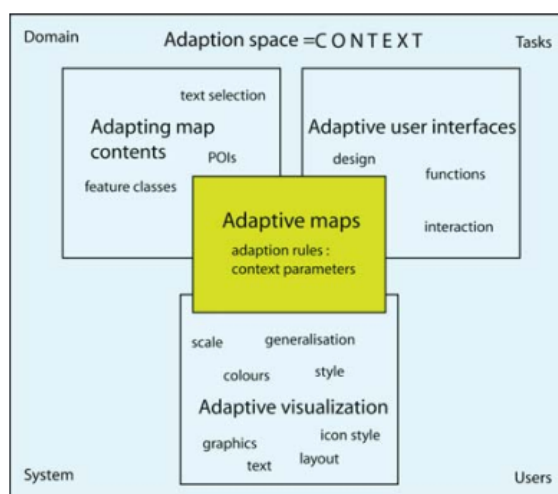 Domain
Adaption space =CONTEXT
Tasks
text selection
Adapting map
contents
POIs
feature classes
Adaptive user interfaces
design
functions
interaction
Adaptive maps
adaption rules :
context parameters
scale
generalisation
colours
style
Adaptive visualization
graphics
icon style
text
layout
System
Users